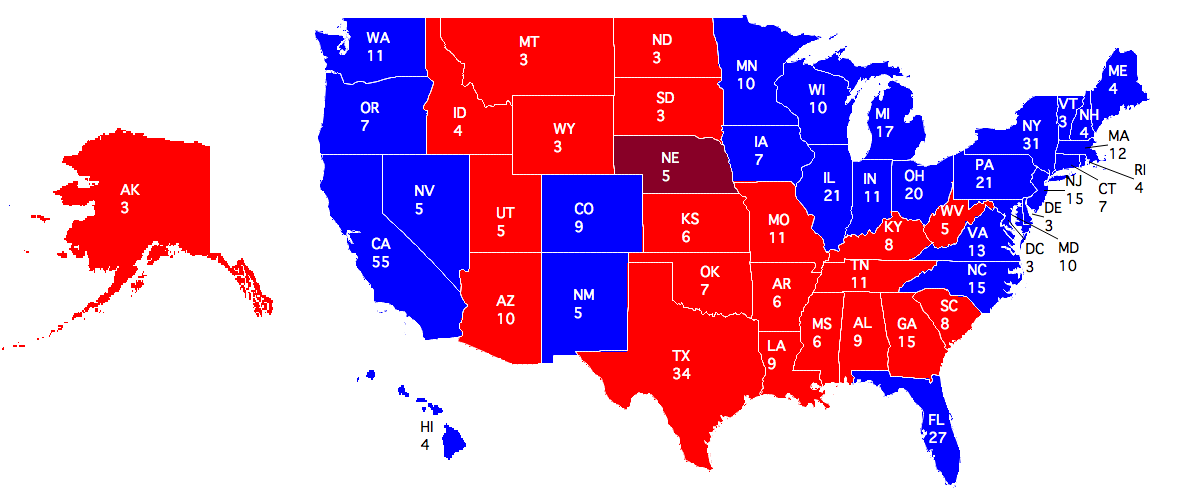 WA
11
MT
3
ND
3
MN
10
ME
4
OR
7
ID
4
SD
3
WI
10
MI
17
VT
3
NH
4
NY
31
MA
12
WY
3
IA
7
NE
5
PA
21
RI
4
NJ
15
CT
7
AK
3
NV
5
UT
5
CO
9
IL
21
IN
11
OH
20
DE
3
WV
5
KS
6
MO
11
KY
8
VA
13
DC
3
MD
10
CA
55
NC
15
TN
11
OK
7
AR
6
AZ
10
NM
5
SC
8
MS
6
AL
9
GA
15
LA
9
TX
34
HI
4
FL
27